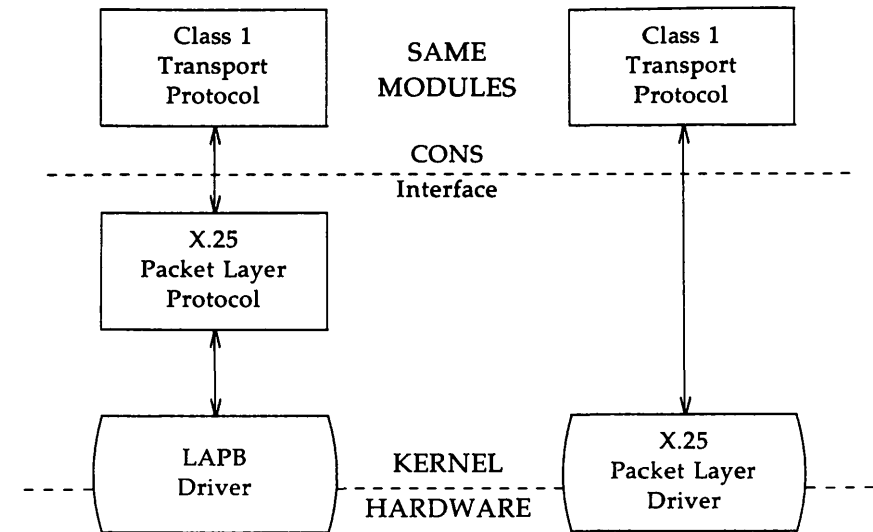 Class 1
Transport
Protocol
SAME
MODULES
Class 1
Transport
Protocol
CONS
Interface
X.25
Packet Layer
Protocol
LAPB
Driver
KERNEL
HARDWARE
X.25
Packet Layer
Driver